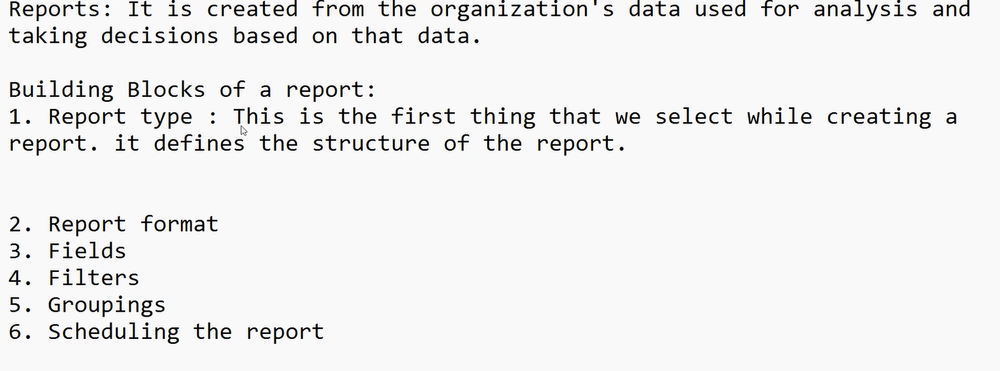 Reports: It is created from the organization's data used for analysis and
taking decisions based on that data.
Building Blocks of a report:
1. Report type : This is the first thing that we select while creating a
report. it defines the structure of the report.
2. Report format
3. Fields
4. Filters
5. Groupings
6. Scheduling the report